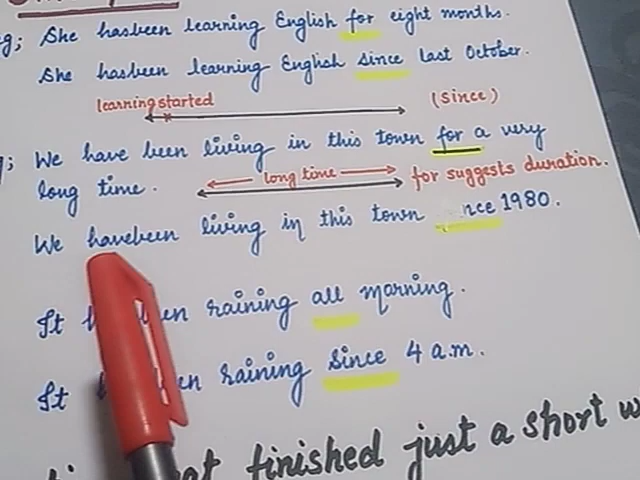 g; She hasbeen learning English for eight months.
She hasbeen learning English since last October.
learning started (since)
; We have been living in this town for a very
long time. long time for suggests duration.
We havebeen living in this town nce 1980.
It raining all morning.
It raining since 4 a.m.
finished just a short